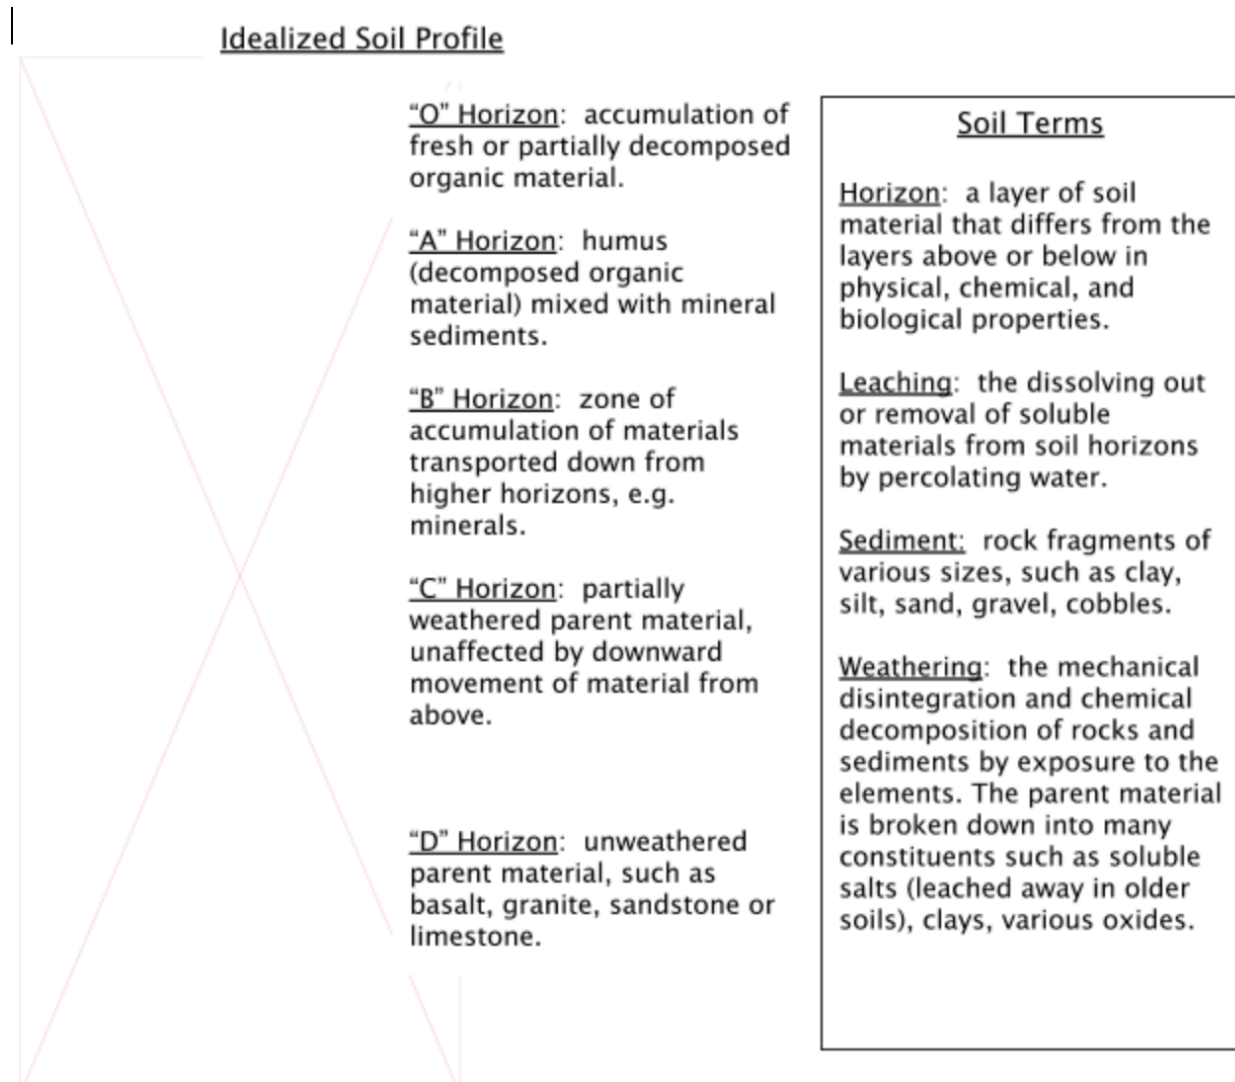 Idealized Soil Profile
“O” Horizon:  accumulation of
fresh or partially decomposed
organic material.
“A” Horizon:  humus
(decomposed organic
material) mixed with mineral
sediments.
“B” Horizon:  zone of
accumulation of materials
transported down from
higher horizons, e.g.
minerals.
“C” Horizon:  partially
weathered parent material,
unaffected by downward
movement of material from
above.
“D” Horizon:  unweathered
parent material, such as
basalt, granite, sandstone or
limestone.
Soil Terms
Horizon:  a layer of soil
material that differs from the
layers above or below in
physical, chemical, and
biological properties.
Leaching:  the dissolving out
or removal of soluble
materials from soil horizons
by percolating water.
Sediment:  rock fragments of
various sizes, such as clay,
silt, sand, gravel, cobbles.
Weathering:  the mechanical
disintegration and chemical
decomposition of rocks and
sediments by exposure to the
elements. The parent material
is broken down into many
constituents such as soluble
salts (leached away in older
soils), clays, various oxides.